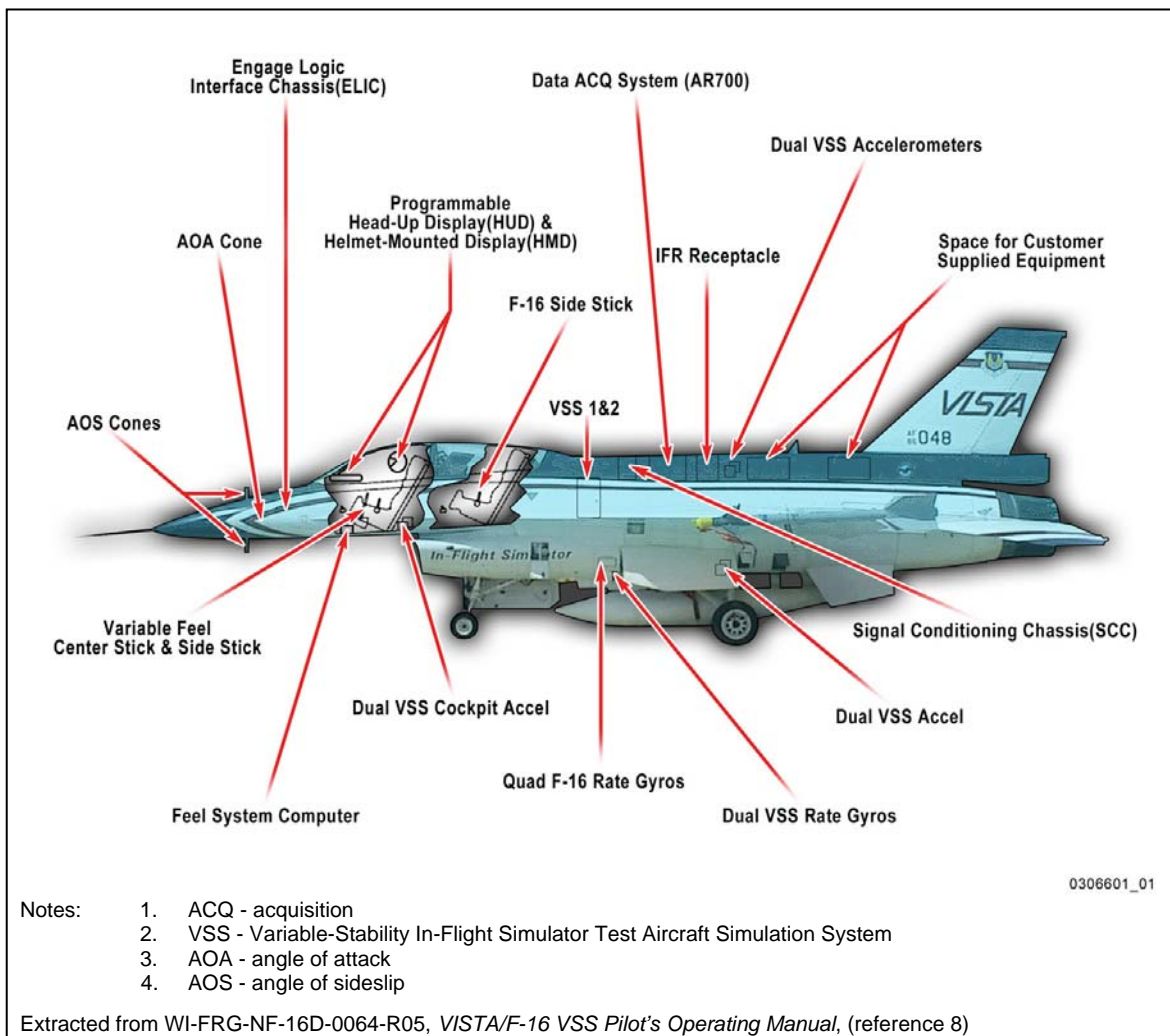 Engage Logic
Interface Chassis(ELIC)
Data ACQ System (AR700)
Dual VSS Accelerometers
Programmable
Head-Up Display(HUD) &
Helmet-Mounted Display(HMD)
AOA Cone
IFR Receptacle
Space for Customer
Supplied Equipment
F-16 Side Stick
VSS 1&2
AOS Cones
VISTA
AF
048
In-Flight Simulator
Variable Feel
Center Stick & Side Stick
Signal Conditioning Chassis(SCC)
Dual VSS Cockpit Accel
Dual VSS Accel
Quad F-16 Rate Gyros
Feel System Computer
Dual VSS Rate Gyros
0306601_01
Notes: 1. ACQ - acquisition
2. VSS - Variable-Stability In-Flight Simulator Test Aircraft Simulation System
3. AOA - angle of attack
4. AOS - angle of sideslip
Extracted from WI-FRG-NF-16D-0064-R05, VISTA/F-16 VSS Pilot's Operating Manual, (reference 8)